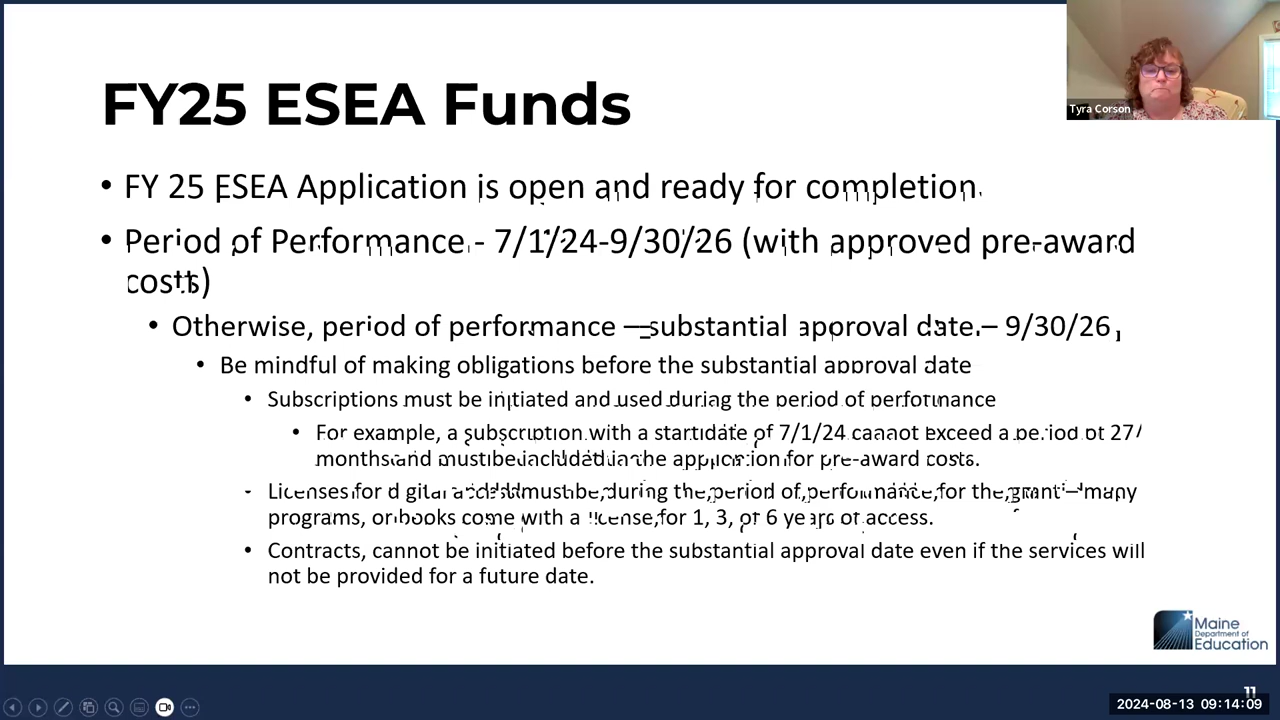 Tyra Corson
FY25 ESEA Funds
• FY 25 ESEA Application is open and ready for completion.
• Period of Performance - 7/1/24-9/30/26 (with approved pre-award
costs)
• Otherwise, period of performance – substantial approval date – 9/30/26
• Be mindful of making obligations before the substantial approval date
• Subscriptions must be initiated and used during the period of performance
• For example, a subscription with a start date of 7/1/24 cannot exceed a period of 27
months and must be included in the application for pre-award costs.
• Licenses for digital access must be during the period of performance for the grant – many
programs, or books come with a license for 1, 3, or 6 years of access.
• Contracts, cannot be initiated before the substantial approval date even if the services will
not be provided for a future date.
Maine
Department of
Education
11
2024-08-13 09:14:09